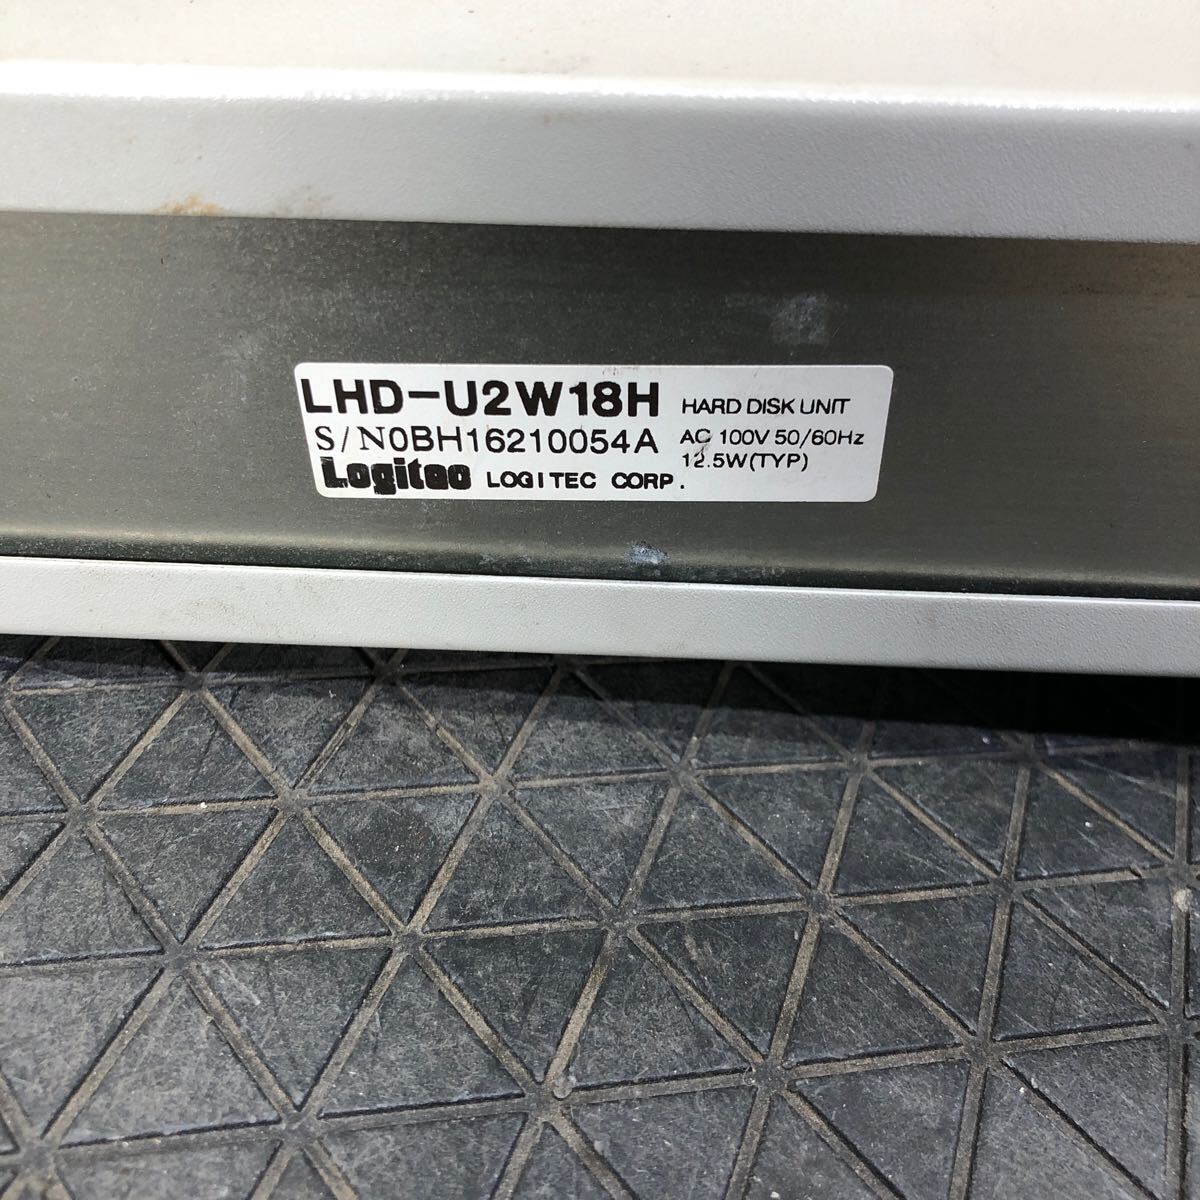 LHD-U2W18H HARD DISK UNIT
S/N0BH16210054A AC 100V 50/60Hz
12.5W(TYP)
Logitec LOGITEC CORP.